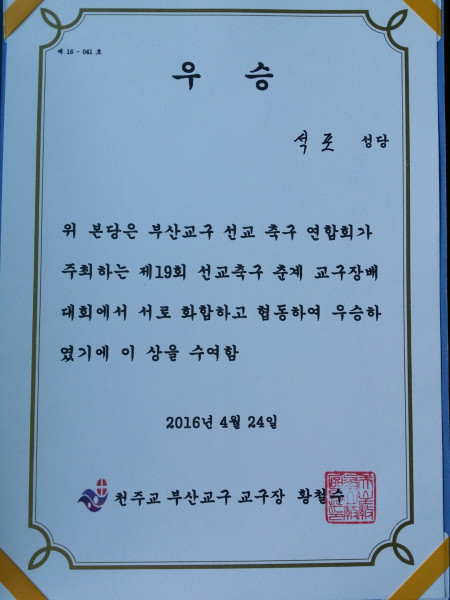 제 16 - 041 호
우 승
석포 성당
위 본당은 부산교구 선교 축구 연합회가
주최하는 제19회 선교축구 춘계 교구장배
대회에서 서로 화합하고 협동하여 우승하
였기에 이 상을 수여함
2016년 4월 24일
천주교 부산교구 교구장 황철수